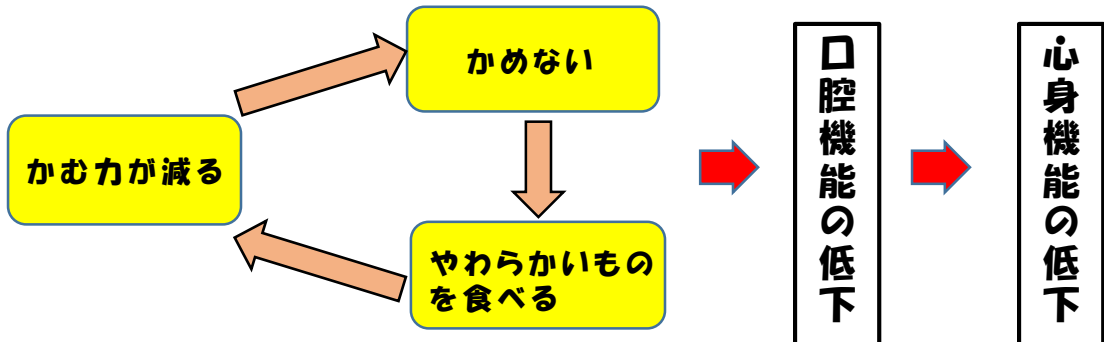 かめない
かむ力が減る
やわらかいもの
を食べる
口腔機能の低下
心身機能の低下